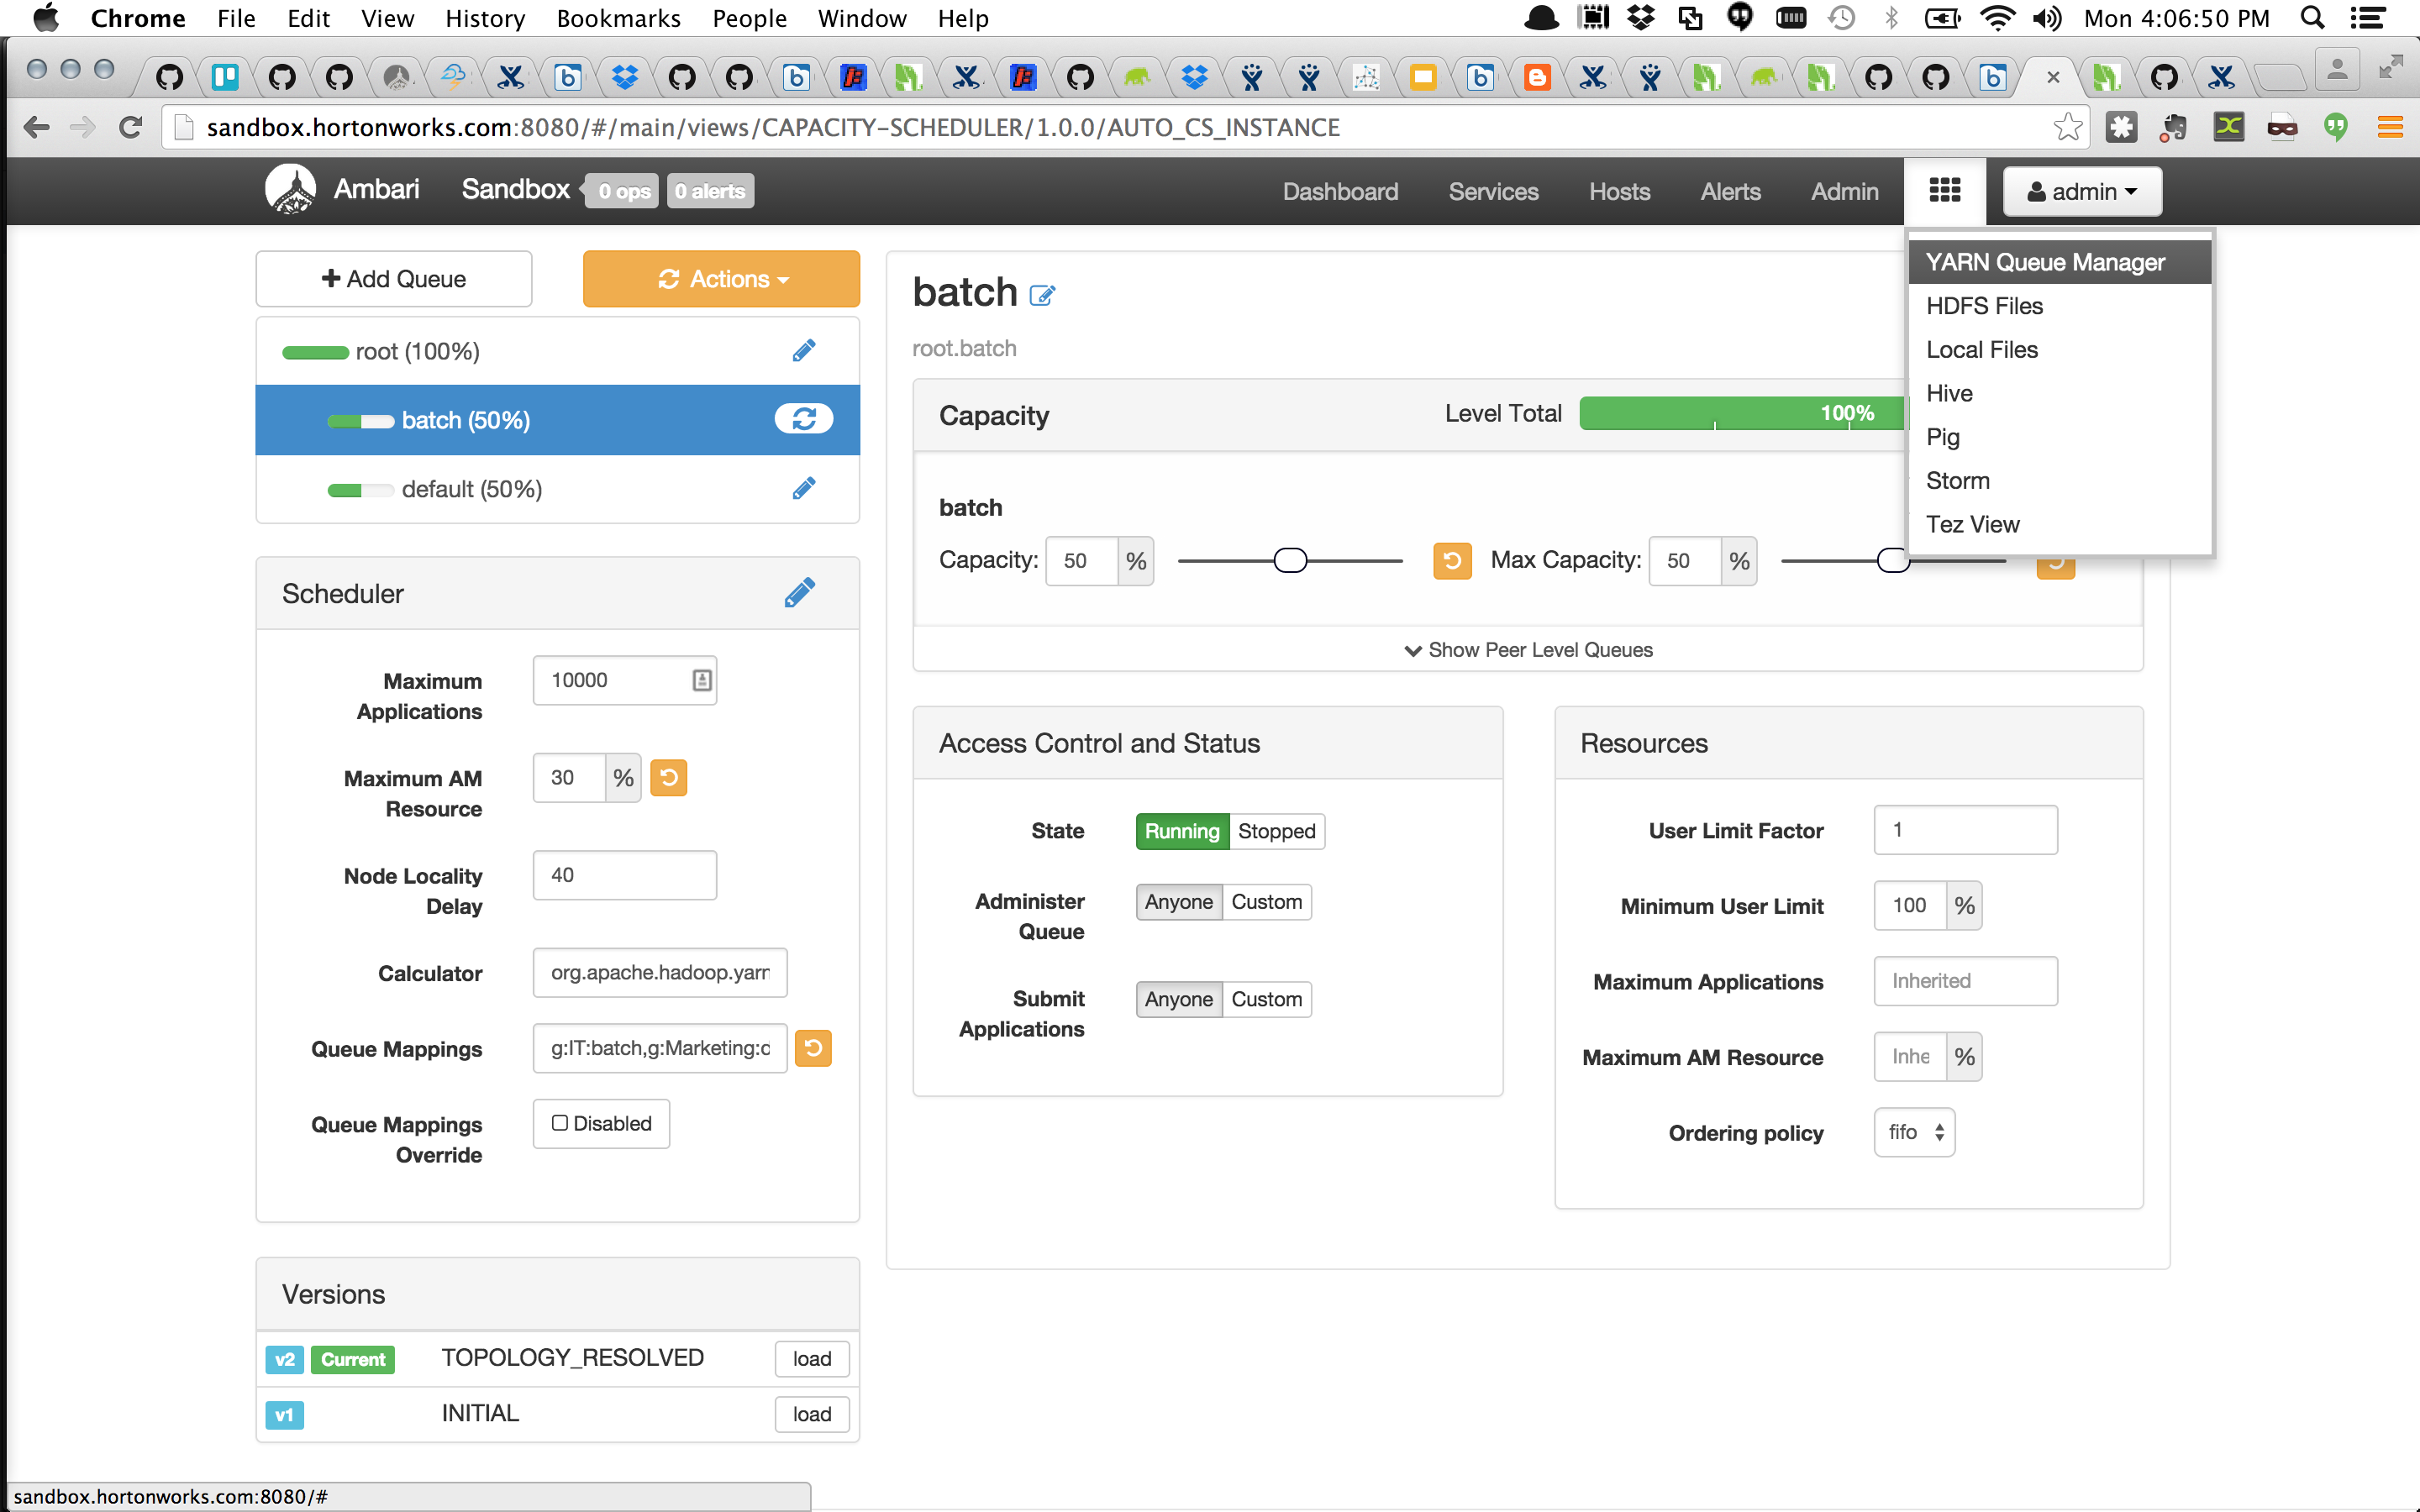 Chrome File Edit View History Bookmarks People Window Help Mon 4:06:50 PM
sandbox.hortonworks.com:8080/#/main/views/CAPACITY-SCHEDULER/1.0.0/AUTO_CS_INSTANCE
Ambari Sandbox 0 ops 0 alerts Dashboard Services Hosts Alerts Admin admin
YARN Queue Manager
HDFS Files
Local Files
Hive
Pig
Storm
Tez View
Add Queue Actions
root (100%)
batch (50%)
default (50%)
Scheduler
Maximum Applications 10000
Maximum AM Resource 30 %
Node Locality Delay 40
Calculator org.apache.hadoop.yarn
Queue Mappings g:IT:batch,g:Marketing:
Queue Mappings Override Disabled
Versions
v2 Current TOPOLOGY_RESOLVED load
v1 INITIAL load
batch
root.batch
Capacity Level Total 100%
batch
Capacity: 50 % Max Capacity: 50 %
Show Peer Level Queues
Access Control and Status
State Running Stopped
Administer Queue Anyone Custom
Submit Applications Anyone Custom
Resources
User Limit Factor 1
Minimum User Limit 100 %
Maximum Applications Inherited
Maximum AM Resource Inhe %
Ordering policy fifo
sandbox.hortonworks.com:8080/#